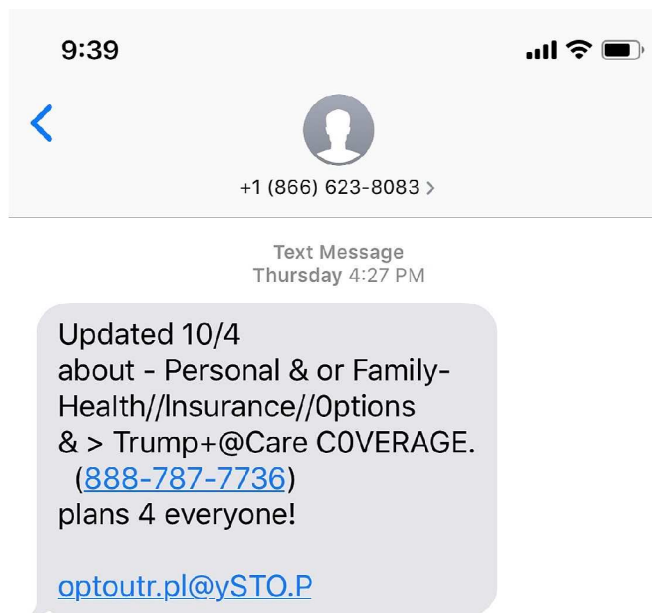 9:39
+1 (866) 623-8083 >
Text Message
Thursday 4:27 PM
Updated 10/4
about - Personal & or Family-
Health//Insurance//0ptions
& > Trump+@Care C0VERAGE.
(888-787-7736)
plans 4 everyone!
optoutr.pl@ySTO.P